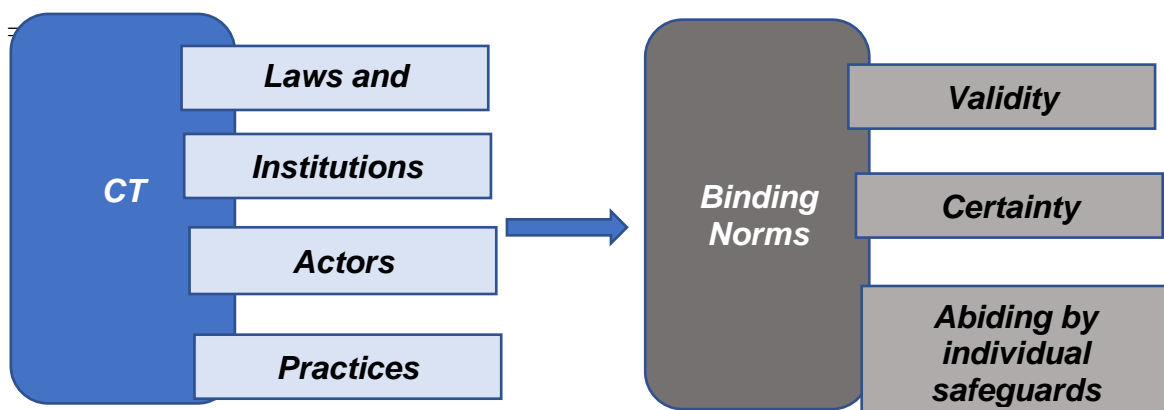 CT
Laws and
Institutions
Actors
Practices
Binding
Norms
Validity
Certainty
Abiding by
individual
safeguards